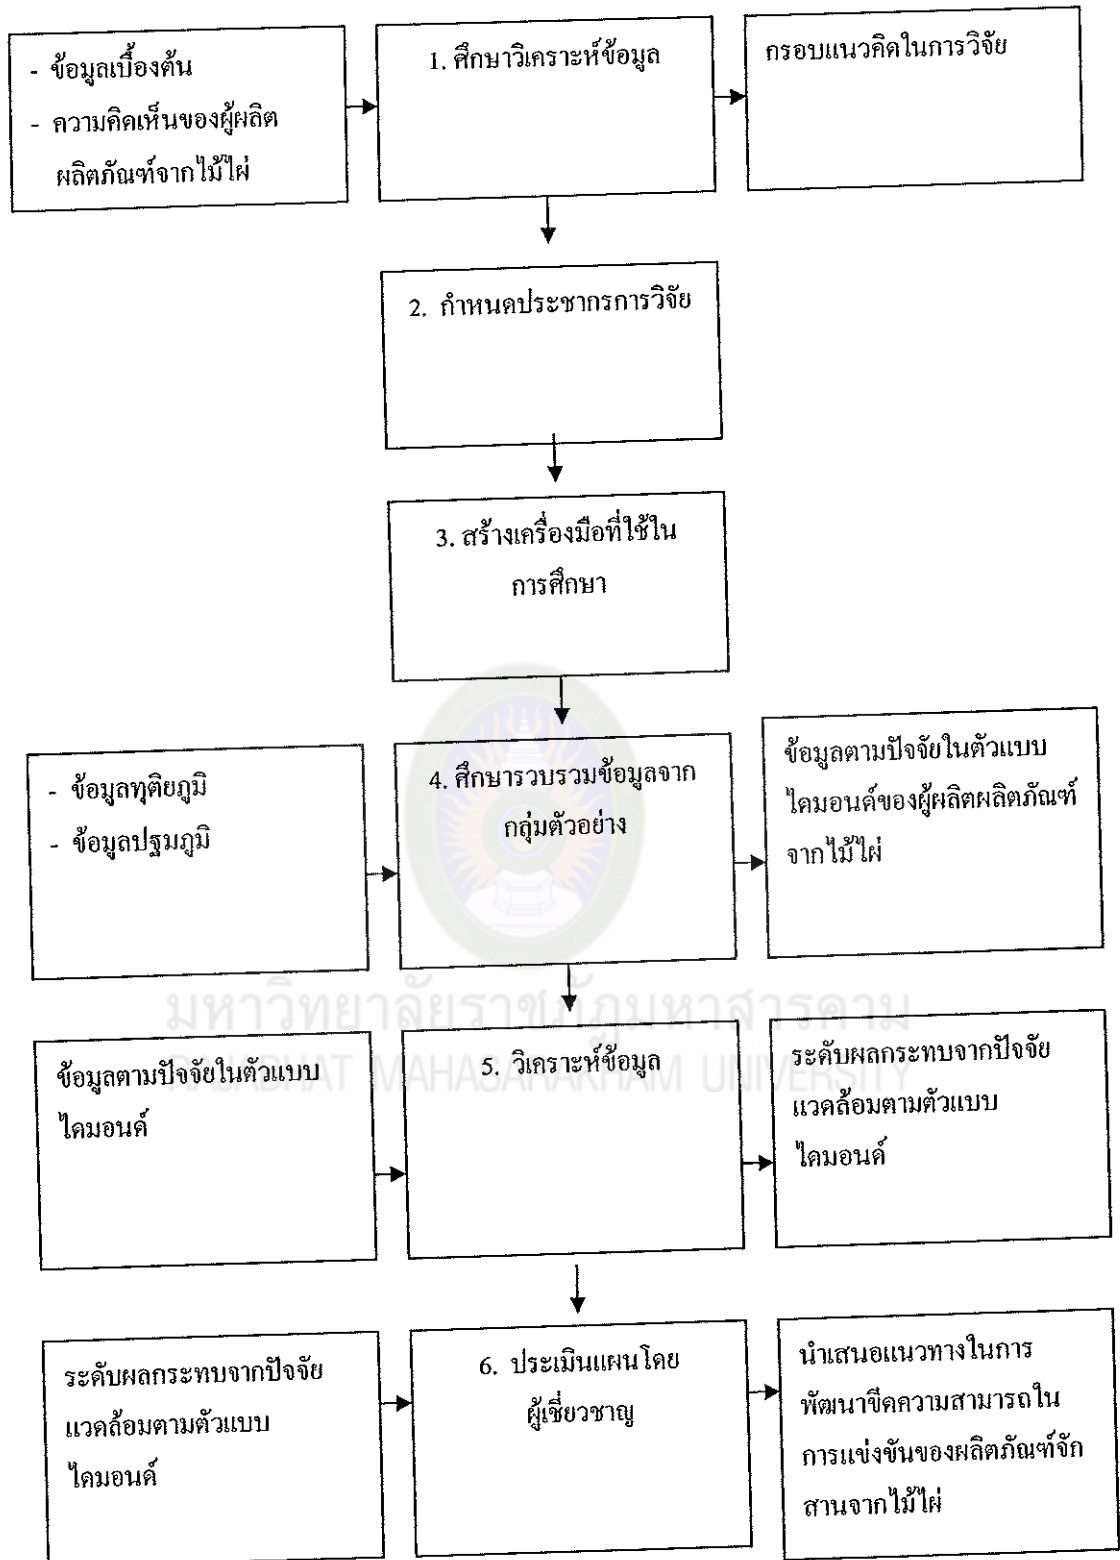 - ข้อมูลเบื้องต้น
- ความคิดเห็นของผู้ผลิต
ผลิตภัณฑ์จากไม้ไผ่
1. ศึกษาวิเคราะห์ข้อมูล
กรอบแนวคิดในการวิจัย
2. กำหนดประชากรการวิจัย
3. สร้างเครื่องมือที่ใช้ใน
การศึกษา
- ข้อมูลทุติยภูมิ
- ข้อมูลปฐมภูมิ
4. ศึกษารวบรวมข้อมูลจาก
กลุ่มตัวอย่าง
ข้อมูลตามปัจจัยในตัวแบบ
ไดมอนด์ของผู้ผลิตผลิตภัณฑ์
จากไม้ไผ่
มหาวิทยาลัยราชภัฏมหาสารคาม
RAJABHAT MAHASARAKHAM UNIVERSITY
ข้อมูลตามปัจจัยในตัวแบบ
ไดมอนด์
5. วิเคราะห์ข้อมูล
ระดับผลกระทบจากปัจจัย
แวดล้อมตามตัวแบบ
ไดมอนด์
ระดับผลกระทบจากปัจจัย
แวดล้อมตามตัวแบบ
ไดมอนด์
6. ประเมินแผนโดย
ผู้เชี่ยวชาญ
นำเสนอแนวทางในการ
พัฒนาขีดความสามารถใน
การแข่งขันของผลิตภัณฑ์จัก
สานจากไม้ไผ่